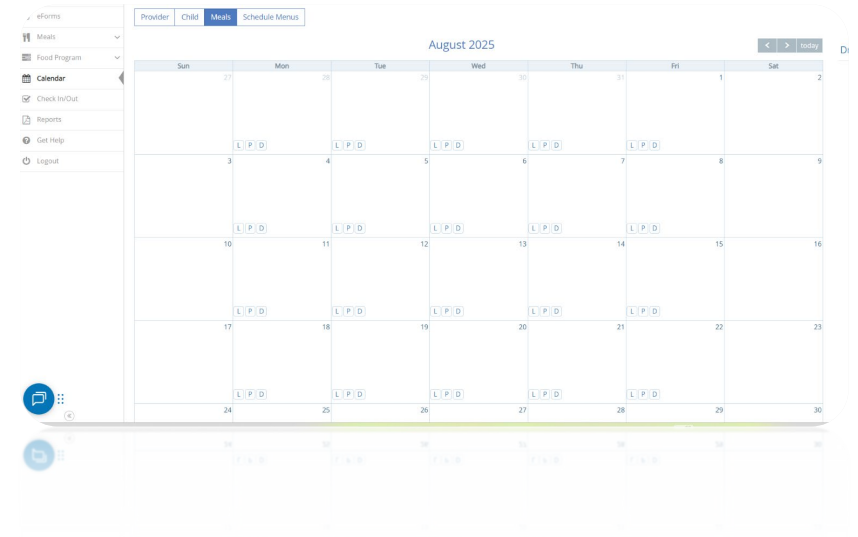 eForms
Meals
Food Program
Calendar
Check In/Out
Reports
Get Help
Logout
Provider Child Meals Schedule Menus
August 2025
< > today
Sun Mon Tue Wed Thu Fri Sat
27 28 29 30 31 1 2
L P D L P D L P D L P D L P D
3 4 5 6 7 8 9
L P D L P D L P D L P D L P D
10 11 12 13 14 15 16
L P D L P D L P D L P D L P D
17 18 19 20 21 22 23
L P D L P D L P D L P D L P D
24 25 26 27 28 29 30